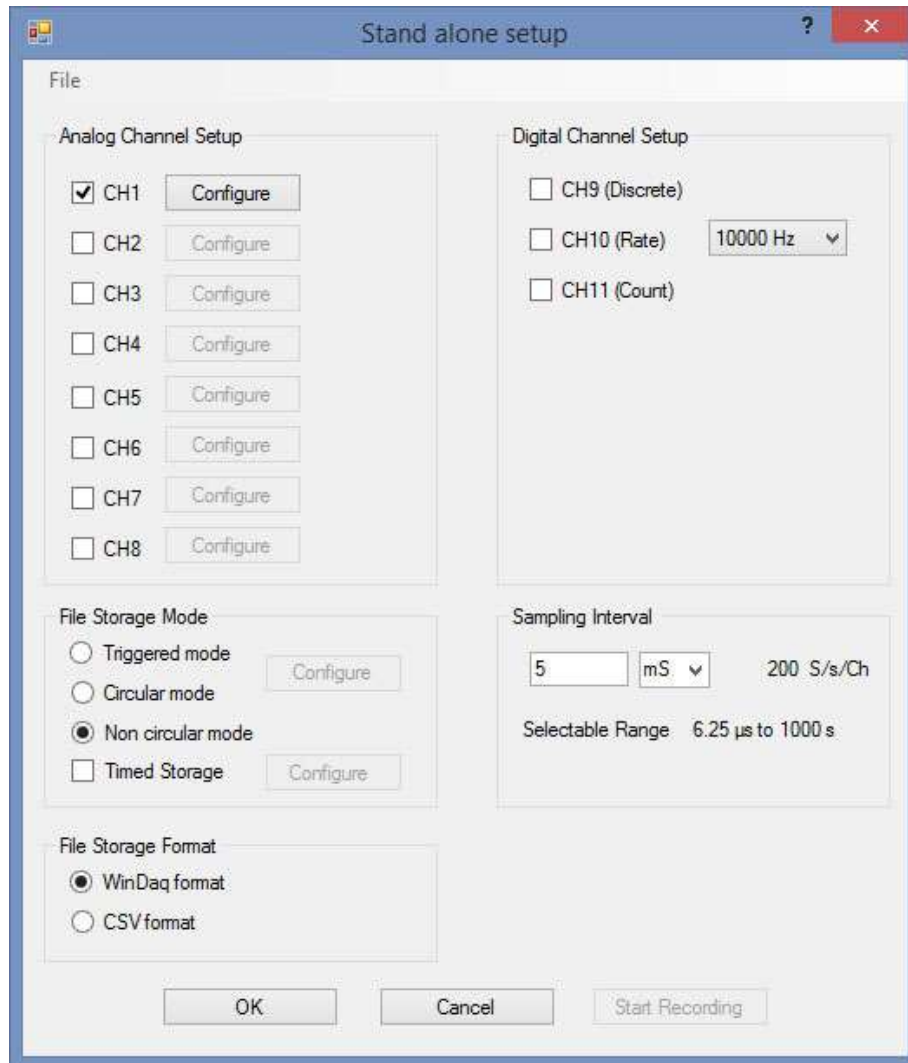 Stand alone setup
?
File
Analog Channel Setup
CH1 Configure
CH2 Configure
CH3 Configure
CH4 Configure
CH5 Configure
CH6 Configure
CH7 Configure
CH8 Configure
Digital Channel Setup
CH9 (Discrete)
CH10 (Rate) 10000 Hz
CH11 (Count)
File Storage Mode
Triggered mode
Configure
Circular mode
Non circular mode
Timed Storage Configure
Sampling Interval
5 mS 200 S/s/Ch
Selectable Range 6.25 µs to 1000 s
File Storage Format
WinDaq format
CSV format
OK Cancel Start Recording